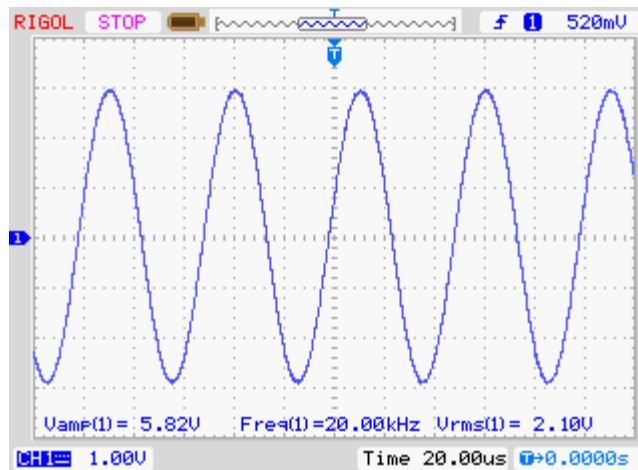 RIGOL STOP T f 1 520mV
T
1
Vamp(1)= 5.82V Freq(1)=20.00kHz Vrms(1)= 2.10V
CH1 1.00V Time 20.00us T→0.0000s